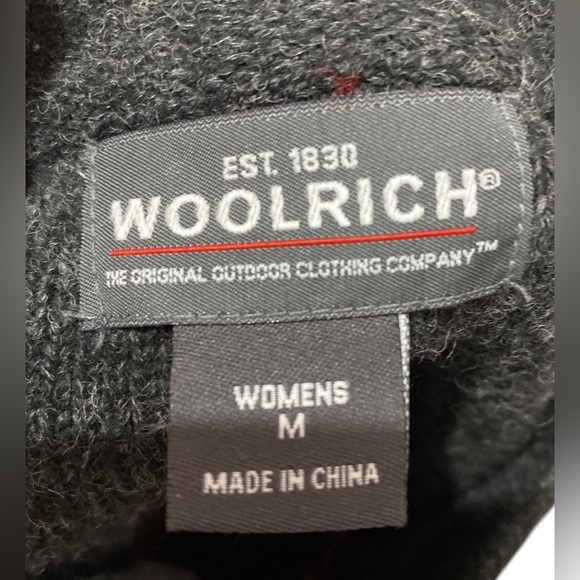 EST. 1830
WOOLRICH®
THE ORIGINAL OUTDOOR CLOTHING COMPANY™
WOMENS
M
MADE IN CHINA